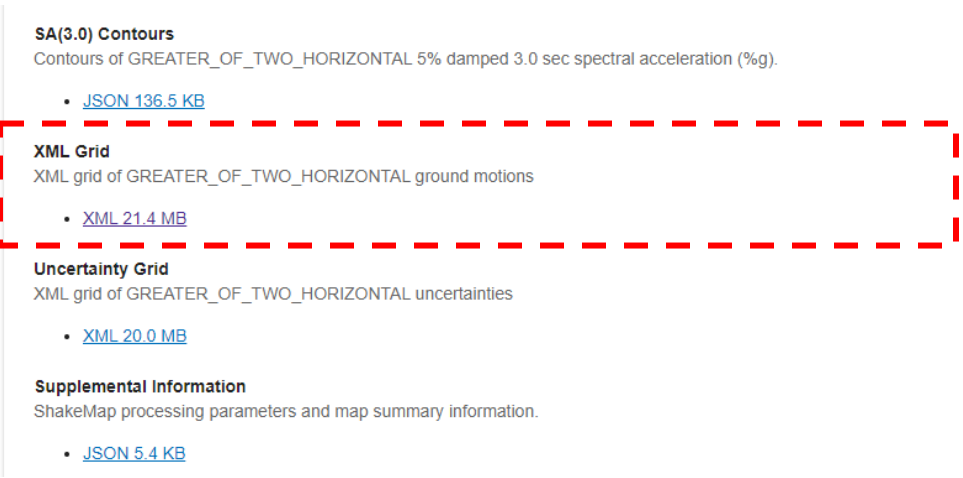 SA(3.0) Contours
Contours of GREATER_OF_TWO_HORIZONTAL 5% damped 3.0 sec spectral acceleration (%g).
• JSON 136.5 KB
XML Grid
XML grid of GREATER_OF_TWO_HORIZONTAL ground motions
• XML 21.4 MB
Uncertainty Grid
XML grid of GREATER_OF_TWO_HORIZONTAL uncertainties
• XML 20.0 MB
Supplemental Information
ShakeMap processing parameters and map summary information.
• JSON 5.4 KB